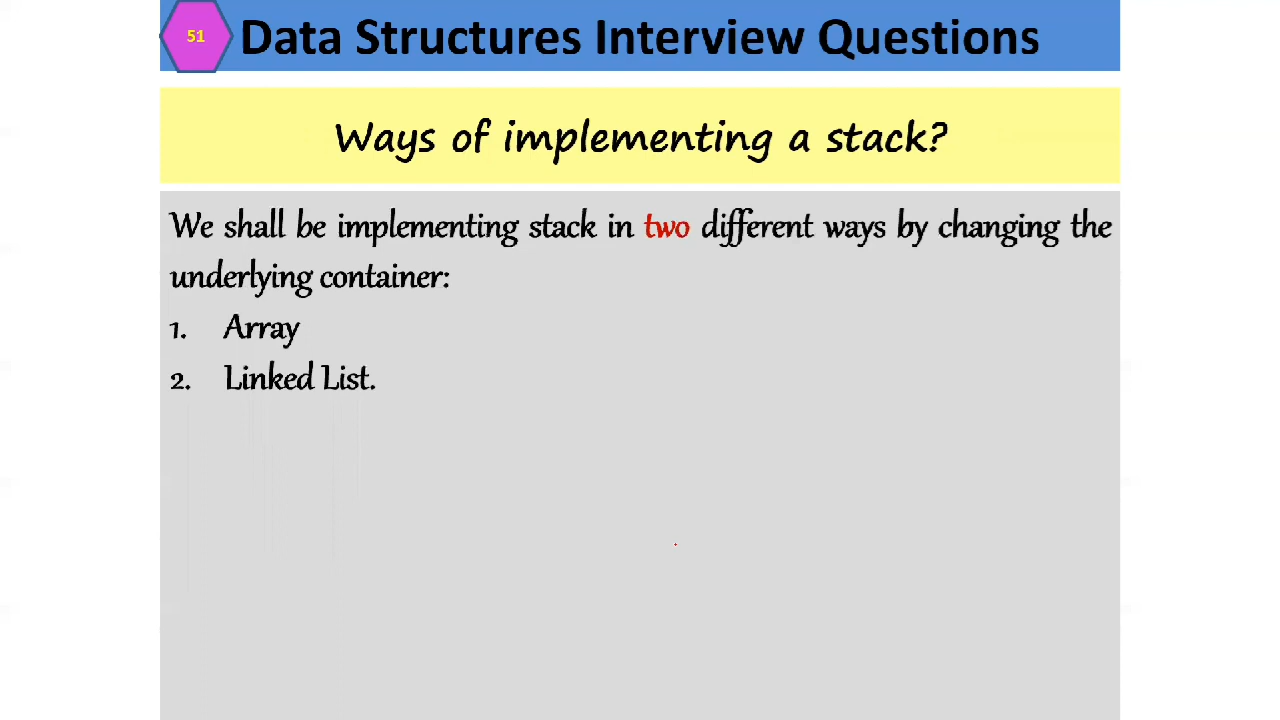 51
Data Structures Interview Questions
Ways of implementing a stack?
We shall be implementing stack in two different ways by changing the
underlying container:
1. Array
2. Linked List.